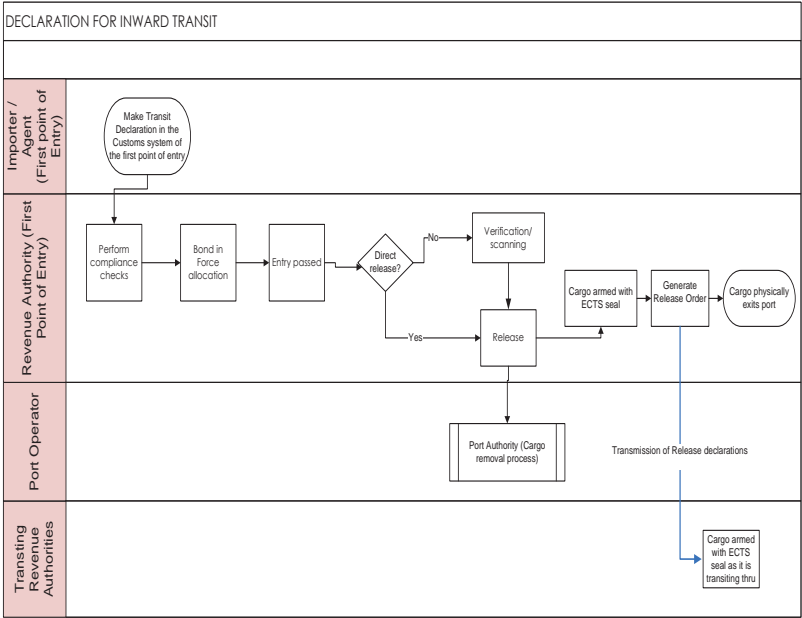 DECLARATION FOR INWARD TRANSIT
Importer /
Agent
(First point of
Entry)
Make Transit
Declaration in the
Customs system of
the first point of entry
Revenue Authority (First
Point of Entry)
Perform
compliance
checks
Bond in
Force
allocation
Entry passed
Direct
release?
No
Yes
Verification/
scanning
Release
Cargo armed with
ECTS seal
Generate
Release Order
Cargo physically
exits port
Port Operator
Port Authority (Cargo
removal process)
Transmission of Release declarations
Transting
Revenue
Authorities
Cargo armed
with ECTS
seal as it is
transiting thru